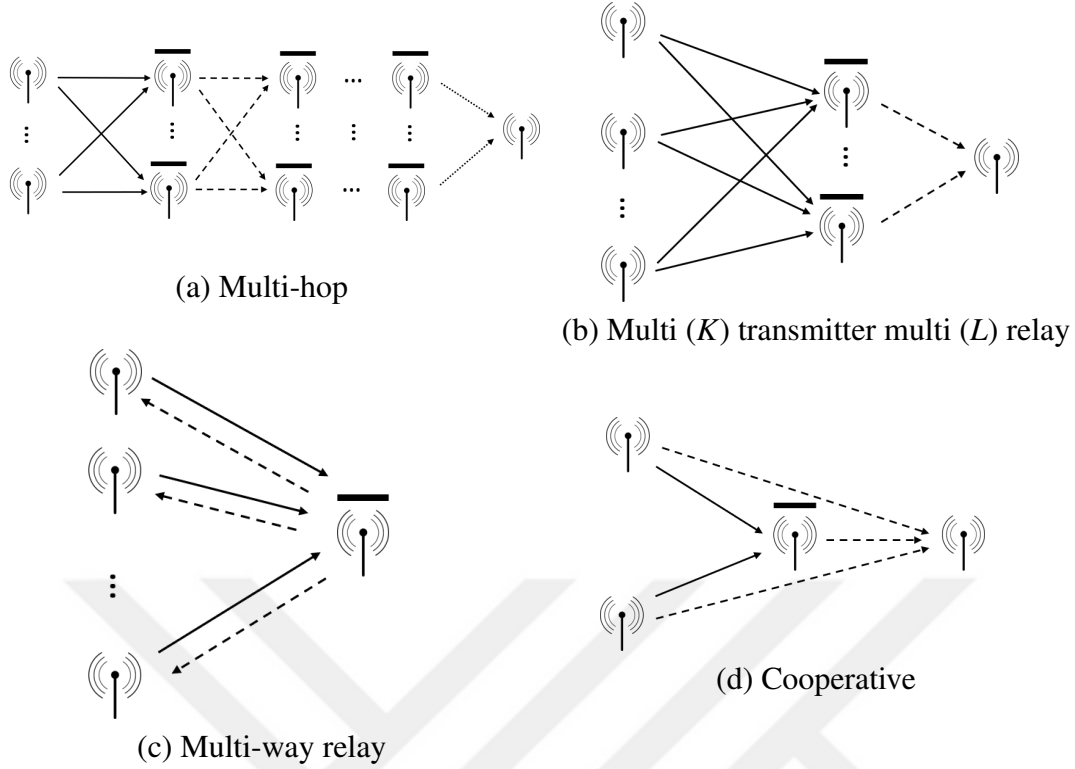 (a) Multi-hop
(b) Multi (K) transmitter multi (L) relay
(c) Multi-way relay
(d) Cooperative